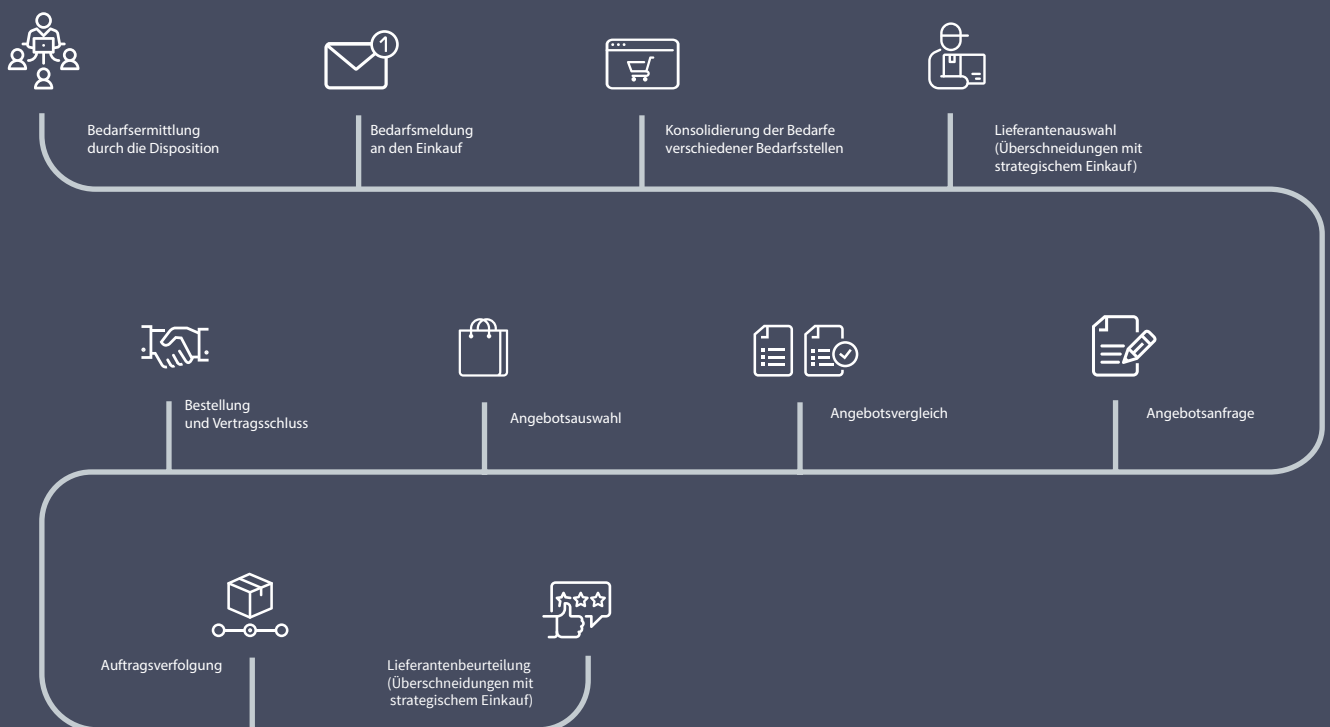 1
Bedarfsermittlung
durch die Disposition
Bedarfsmeldung
an den Einkauf
Konsolidierung der Bedarfe
verschiedener Bedarfsstellen
Lieferantenauswahl
(Überschneidungen mit
strategischem Einkauf)
Bestellung
und Vertragsschluss
Angebotsauswahl
Angebotsvergleich
Angebotsanfrage
Auftragsverfolgung
Lieferantenbeurteilung
(Überschneidungen mit
strategischem Einkauf)